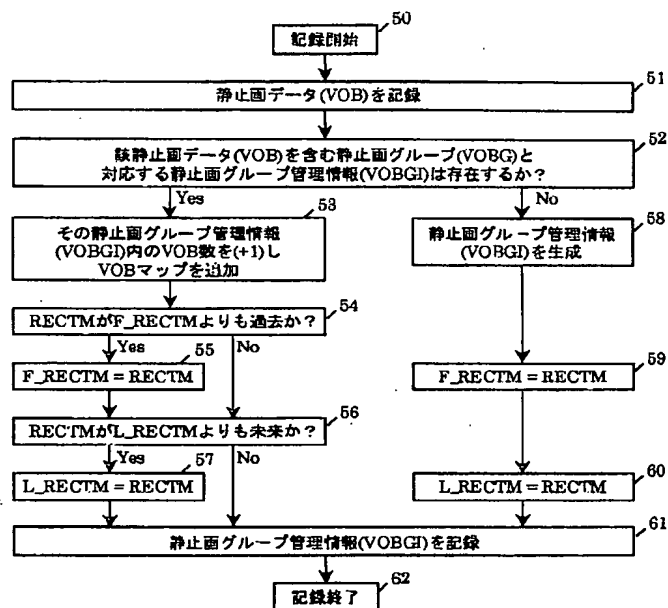 50
記録開始
51
静止画データ(VOB)を記録
52
該静止画データ(VOB)を含む静止画グループ(VOBG)と
対応する静止画グループ管理情報(VOBGI)は存在するか？
Yes
No
53
その静止画グループ管理情報
(VOBGI)内のVOB数を(+1)し
VOBマップを追加
58
静止画グループ管理情報
(VOBGI)を生成
54
RECTMがF_RECTMよりも過去か？
Yes
No
55
F_RECTM = RECTM
59
F_RECTM = RECTM
56
RECTMがL_RECTMよりも未来か？
Yes
No
57
L_RECTM = RECTM
60
L_RECTM = RECTM
61
静止画グループ管理情報(VOBGI)を記録
62
記録終了